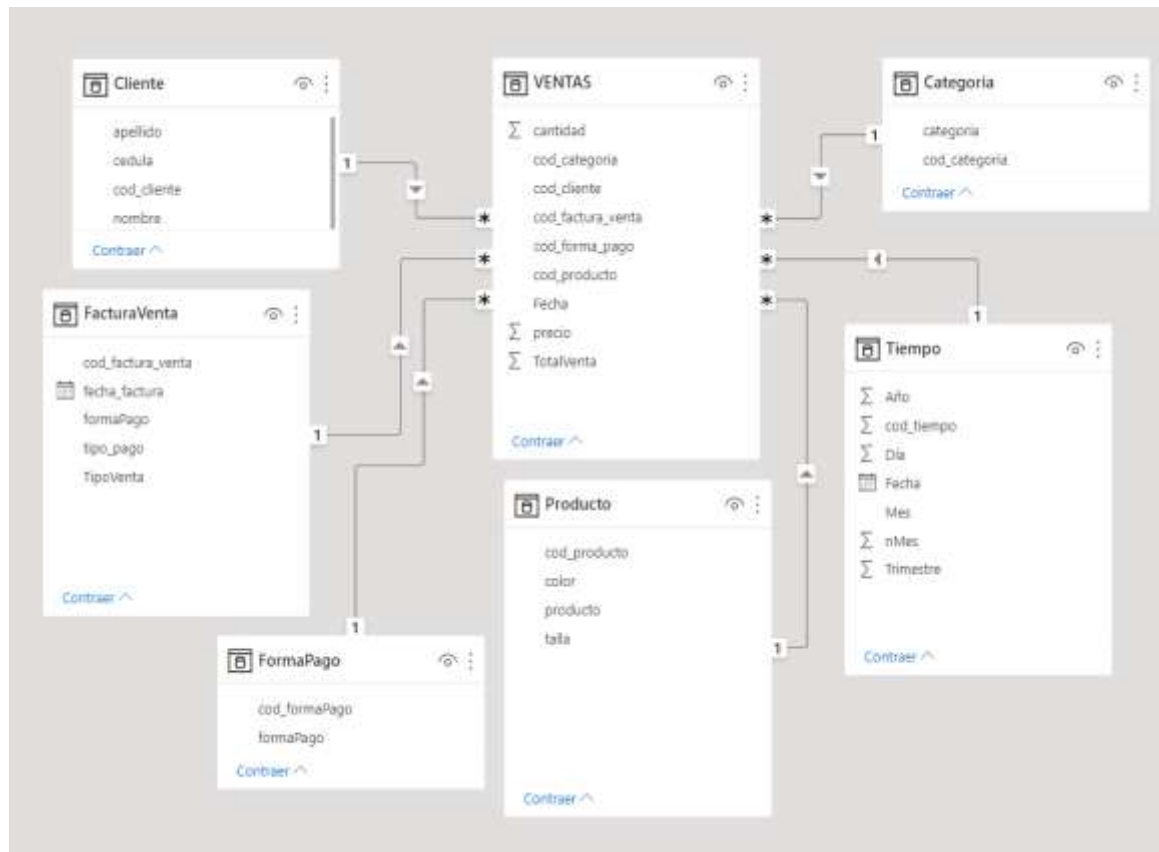 Cliente
apellido
cedula
cod_cliente
nombre
Contraer
1
*
VENTAS
cantidad
cod_categoria
cod_cliente
cod_factura_venta
cod_forma_pago
cod_producto
Fecha
precio
TotalVenta
Contraer
Categoria
categoria
cod_categoria
Contraer
1
*
FacturaVenta
cod_factura_venta
fecha_factura
formaPago
tipo_pago
TipoVenta
Contraer
1
*
Tiempo
Año
cod_tiempo
Día
Fecha
Mes
nMes
Trimestre
Contraer
1
*
FormaPago
cod_formaPago
formaPago
Contraer
1
*
Producto
cod_producto
color
producto
talla
Contraer
1
*